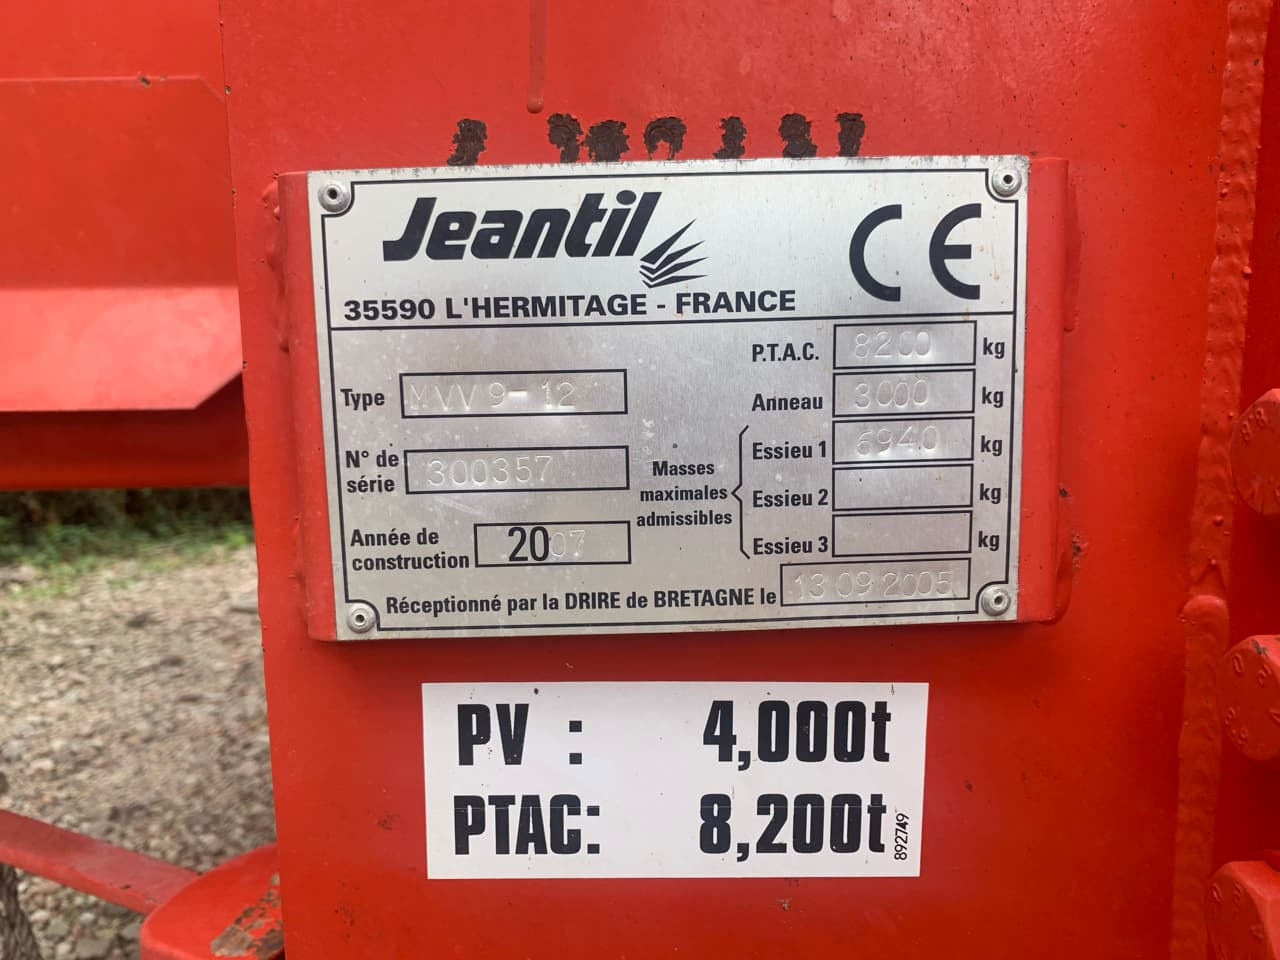 Jeantil
CE
35590 L'HERMITAGE - FRANCE
P.T.A.C. 8200 kg
Type MVV 9-12
Anneau 3000 kg
N° de série 300357
Masses maximales admissibles
Essieu 1 6940 kg
Essieu 2 kg
Essieu 3 kg
Année de construction 2007
Réceptionné par la DRIRE de BRETAGNE le 13 09 2005
PV : 4,000t
PTAC: 8,200t
892749